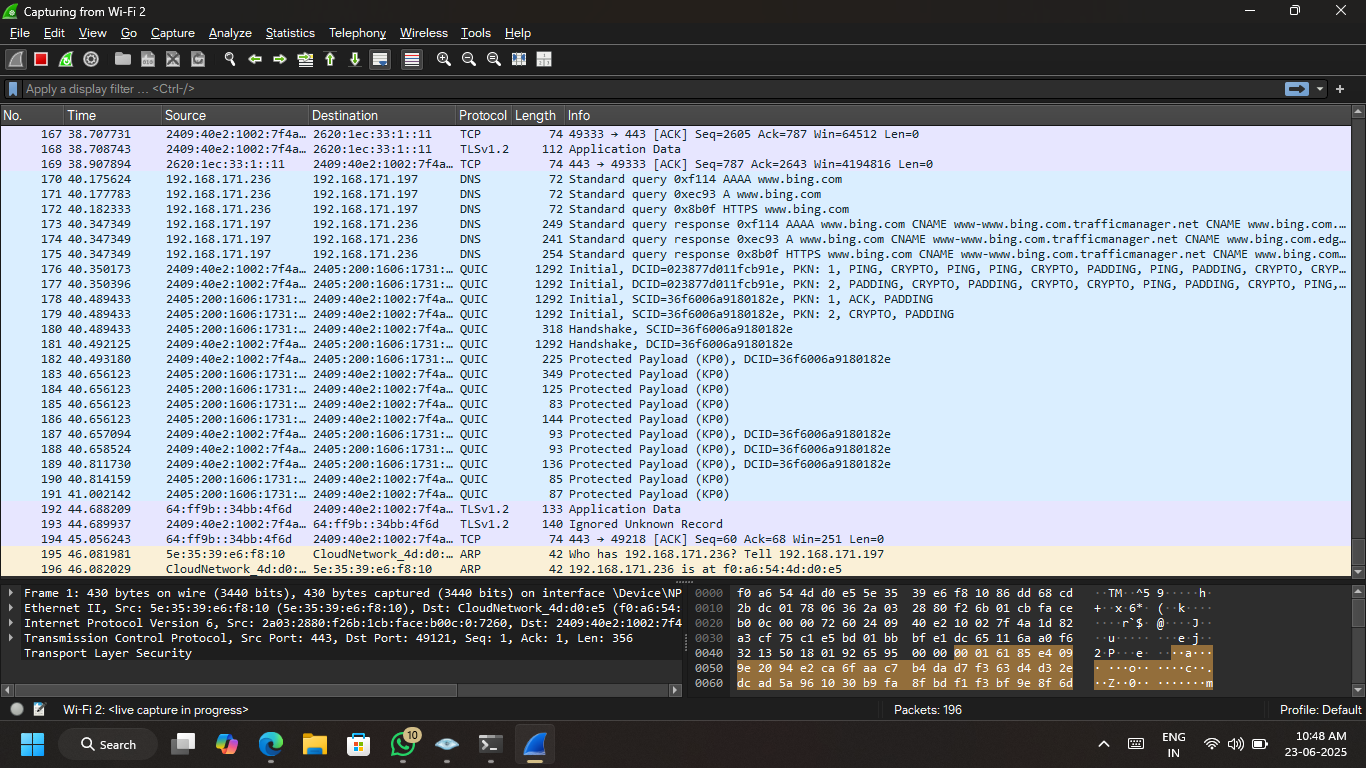 Capturing from Wi-Fi 2
File Edit View Go Capture Analyze Statistics Telephony Wireless Tools Help
Apply a display filter ... <Ctrl-/>
No. Time Source Destination Protocol Length Info
167 38.707731 2409:40e2:1002:7f4a… 2620:1ec:33:1::11 TCP 74 49333 → 443 [ACK] Seq=2605 Ack=787 Win=64512 Len=0
168 38.708743 2409:40e2:1002:7f4a… 2620:1ec:33:1::11 TLSv1.2 112 Application Data
169 38.907894 2620:1ec:33:1::11 2409:40e2:1002:7f4a… TCP 74 443 → 49333 [ACK] Seq=787 Ack=2643 Win=4194816 Len=0
170 40.175624 192.168.171.236 192.168.171.197 DNS 72 Standard query 0xf114 AAAA www.bing.com
171 40.177783 192.168.171.236 192.168.171.197 DNS 72 Standard query 0xec93 A www.bing.com
172 40.182333 192.168.171.236 192.168.171.197 DNS 72 Standard query 0x8b0f HTTPS www.bing.com
173 40.347349 192.168.171.197 192.168.171.236 DNS 249 Standard query response 0xf114 AAAA www.bing.com CNAME www-www.bing.com.trafficmanager.net CNAME www.bing.com.…
174 40.347349 192.168.171.197 192.168.171.236 DNS 241 Standard query response 0xec93 A www.bing.com CNAME www-www.bing.com.trafficmanager.net CNAME www.bing.com.edg…
175 40.347349 192.168.171.197 192.168.171.236 DNS 254 Standard query response 0x8b0f HTTPS www.bing.com CNAME www-www.bing.com.trafficmanager.net CNAME www.bing.com…
176 40.350173 2409:40e2:1002:7f4a… 2405:200:1606:1731:… QUIC 1292 Initial, DCID=023877d011fcb91e, PKN: 1, PING, CRYPTO, PING, PING, CRYPTO, PADDING, PING, PADDING, CRYPTO, CRYP…
177 40.350396 2409:40e2:1002:7f4a… 2405:200:1606:1731:… QUIC 1292 Initial, DCID=023877d011fcb91e, PKN: 2, PADDING, CRYPTO, PADDING, CRYPTO, CRYPTO, PING, PADDING, CRYPTO, PING,…
178 40.489433 2405:200:1606:1731:… 2409:40e2:1002:7f4a… QUIC 1292 Initial, SCID=36f6006a9180182e, PKN: 1, ACK, PADDING
179 40.489433 2405:200:1606:1731:… 2409:40e2:1002:7f4a… QUIC 1292 Initial, SCID=36f6006a9180182e, PKN: 2, CRYPTO, PADDING
180 40.489433 2405:200:1606:1731:… 2409:40e2:1002:7f4a… QUIC 318 Handshake, SCID=36f6006a9180182e
181 40.492125 2409:40e2:1002:7f4a… 2405:200:1606:1731:… QUIC 1292 Handshake, DCID=36f6006a9180182e
182 40.493180 2409:40e2:1002:7f4a… 2405:200:1606:1731:… QUIC 225 Protected Payload (KP0), DCID=36f6006a9180182e
183 40.656123 2405:200:1606:1731:… 2409:40e2:1002:7f4a… QUIC 349 Protected Payload (KP0)
184 40.656123 2405:200:1606:1731:… 2409:40e2:1002:7f4a… QUIC 125 Protected Payload (KP0)
185 40.656123 2405:200:1606:1731:… 2409:40e2:1002:7f4a… QUIC 83 Protected Payload (KP0)
186 40.656123 2405:200:1606:1731:… 2409:40e2:1002:7f4a… QUIC 144 Protected Payload (KP0)
187 40.657094 2409:40e2:1002:7f4a… 2405:200:1606:1731:… QUIC 93 Protected Payload (KP0), DCID=36f6006a9180182e
188 40.658524 2409:40e2:1002:7f4a… 2405:200:1606:1731:… QUIC 93 Protected Payload (KP0), DCID=36f6006a9180182e
189 40.811730 2409:40e2:1002:7f4a… 2405:200:1606:1731:… QUIC 136 Protected Payload (KP0), DCID=36f6006a9180182e
190 40.814159 2405:200:1606:1731:… 2409:40e2:1002:7f4a… QUIC 85 Protected Payload (KP0)
191 41.002142 2405:200:1606:1731:… 2409:40e2:1002:7f4a… QUIC 87 Protected Payload (KP0)
192 44.688209 64:ff9b::34bb:4f6d 2409:40e2:1002:7f4a… TLSv1.2 133 Application Data
193 44.689937 2409:40e2:1002:7f4a… 64:ff9b::34bb:4f6d TLSv1.2 140 Ignored Unknown Record
194 45.056243 64:ff9b::34bb:4f6d 2409:40e2:1002:7f4a… TCP 74 443 → 49218 [ACK] Seq=60 Ack=68 Win=251 Len=0
195 46.081981 5e:35:39:e6:f8:10 CloudNetwork_4d:d0:… ARP 42 Who has 192.168.171.236? Tell 192.168.171.197
196 46.082029 CloudNetwork_4d:d0:… 5e:35:39:e6:f8:10 ARP 42 192.168.171.236 is at f0:a6:54:4d:d0:e5
Frame 1: 430 bytes on wire (3440 bits), 430 bytes captured (3440 bits) on interface \Device\NP
Ethernet II, Src: 5e:35:39:e6:f8:10 (5e:35:39:e6:f8:10), Dst: CloudNetwork_4d:d0:e5 (f0:a6:54:
Internet Protocol Version 6, Src: 2a03:2880:f26b:1cb:face:b00c:0:7260, Dst: 2409:40e2:1002:7f4
Transmission Control Protocol, Src Port: 443, Dst Port: 49121, Seq: 1, Ack: 1, Len: 356
Transport Layer Security
0000 f0 a6 54 4d d0 e5 5e 35 39 e6 f8 10 86 dd 68 cd ··TM··^5 9·····h·
0010 2b dc 01 78 06 36 2a 03 28 80 f2 6b 01 cb fa ce +··x·6*· (··k····
0020 b0 0c 00 00 72 60 24 09 40 e2 10 02 7f 4a 1d 82 ····r`$· @····J··
0030 a3 cf 75 c1 e5 bd 01 bb bf e1 dc 65 11 6a a0 f6 ··u····· ···e·j··
0040 32 13 50 18 01 92 65 95 00 00 00 01 61 85 e4 09 2·P···e· ····a···
0050 9e 20 94 e2 ca 6f aa c7 b4 da d7 f3 63 d4 d3 2e · ···o·· ····c··.
0060 dc ad 5a 96 10 30 b9 fa 8f bd f1 f3 bf 9e 8f 6d ··Z··0·· ·······m
Wi-Fi 2: <live capture in progress> Packets: 196 Profile: Default
Search
10
ENG
IN
10:48 AM
23-06-2025